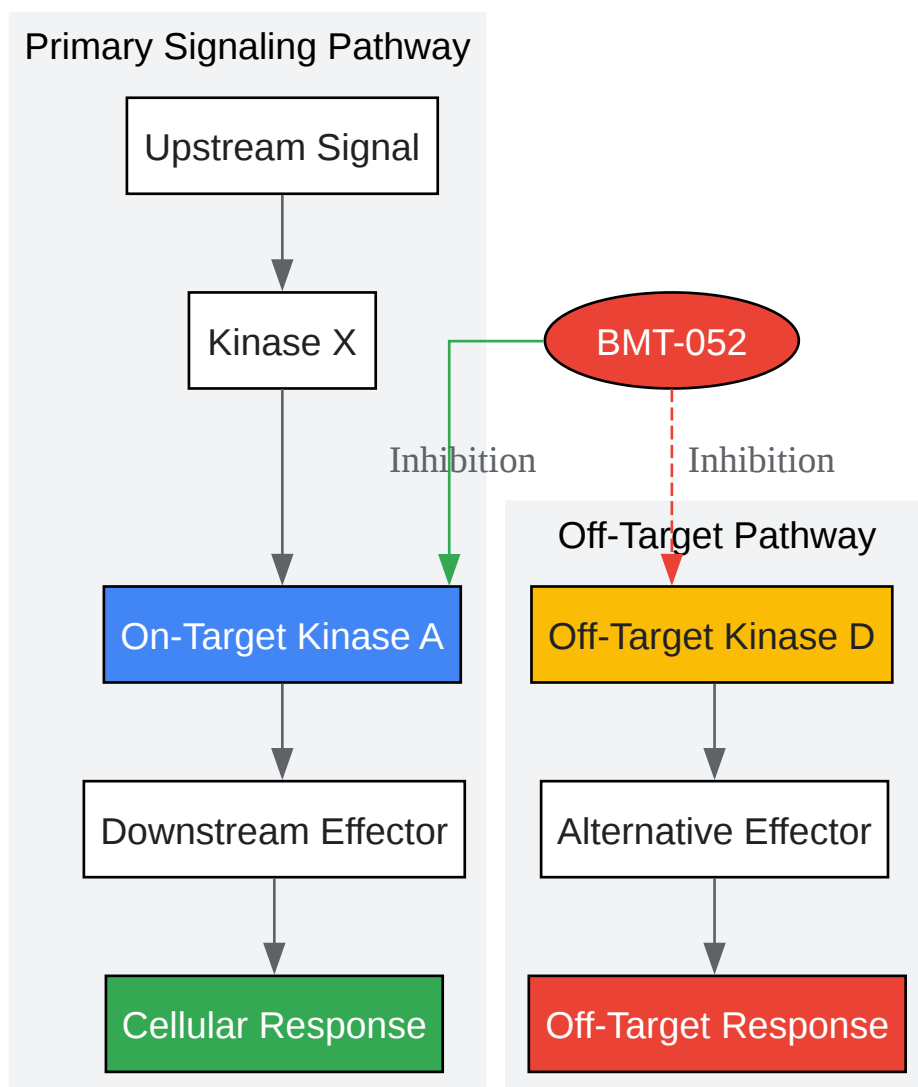 Primary Signaling Pathway
Upstream Signal
Kinase X
BMT-052
Inhibition
Inhibition
Off-Target Pathway
On-Target Kinase A
Off-Target Kinase D
Downstream Effector
Alternative Effector
Cellular Response
Off-Target Response